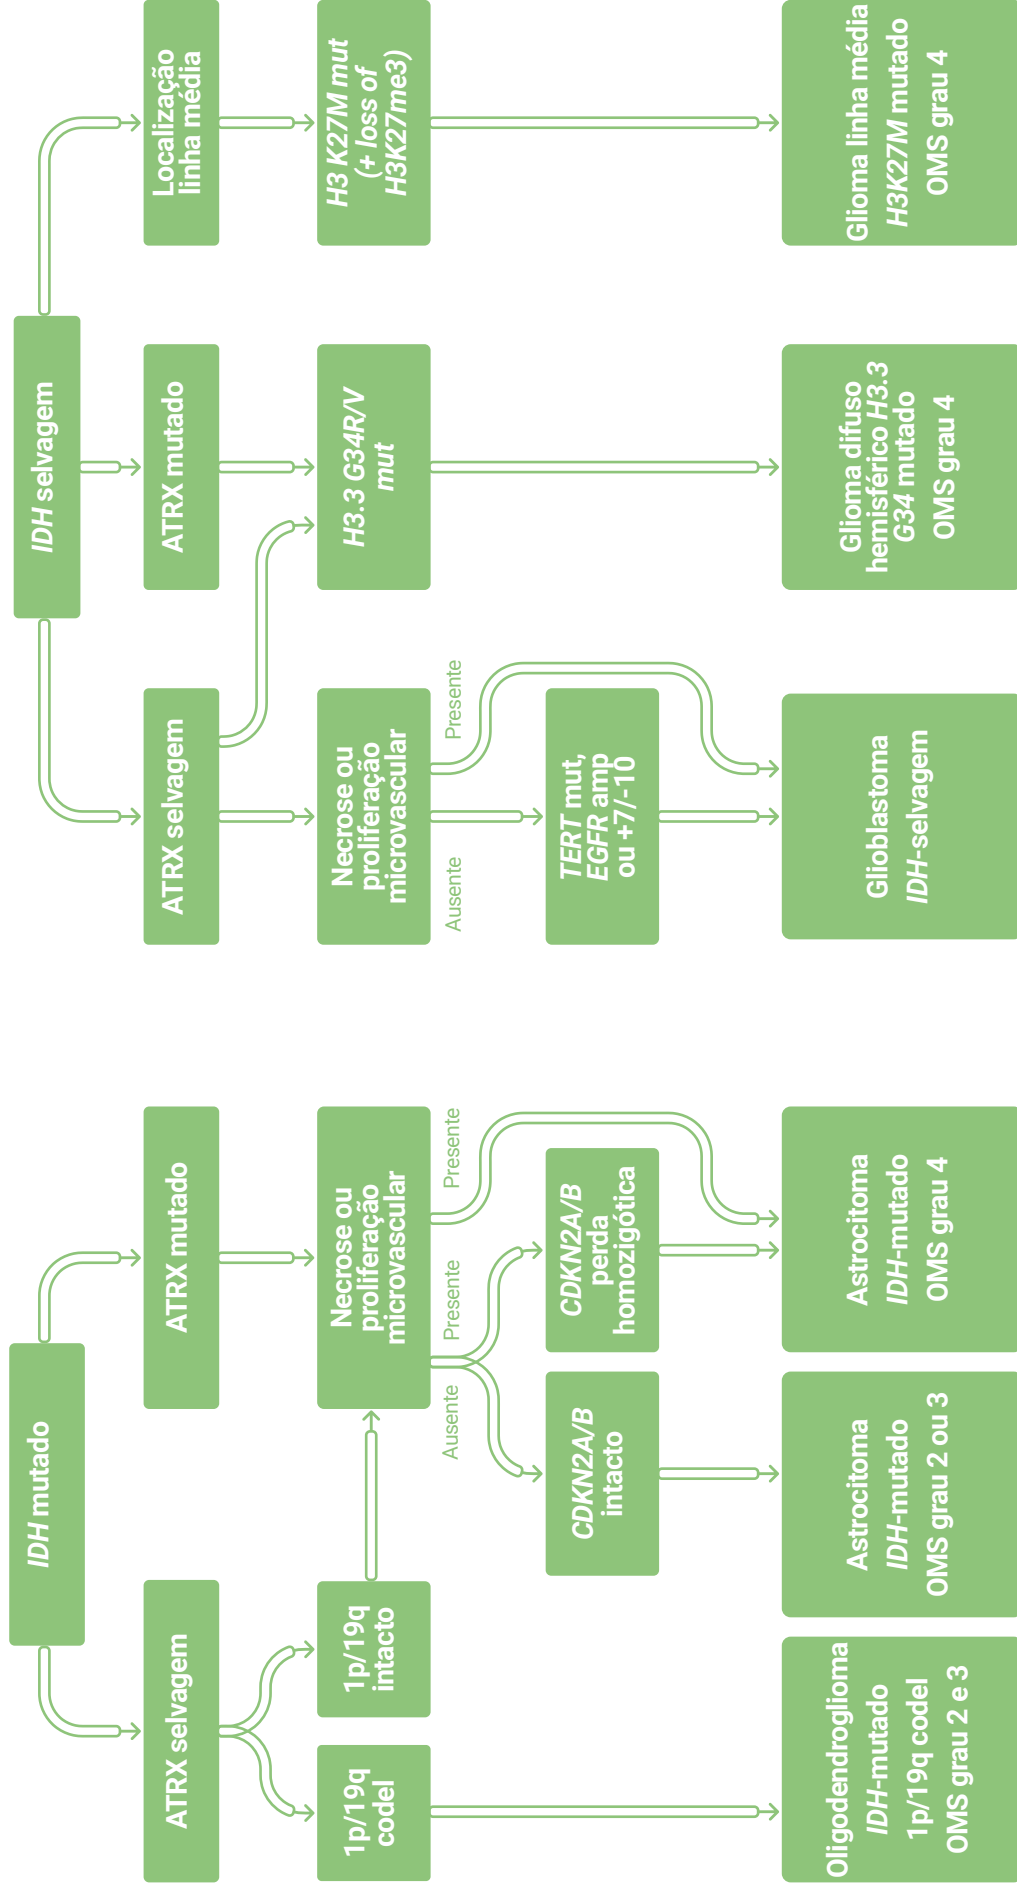 IDH mutado
IDH selvagem
ATRX selvagem
ATRX mutado
ATRX selvagem
ATRX mutado
Localização
linha média
1p/19q
codel
1p/19q
intacto
Necrose ou
proliferação
microvascular
Necrose ou
proliferação
microvascular
H3.3 G34R/V
mut
H3 K27M mut
(+ loss of
H3K27me3)
Ausente
Presente
Presente
Ausente
Presente
CDKN2A/B
intacto
CDKN2A/B
perda
homozigótica
TERT mut,
EGFR amp
ou +7/-10
Oligodendroglioma
IDH-mutado
1p/19q codel
OMS grau 2 e 3
Astrocitoma
IDH-mutado
OMS grau 2 ou 3
Astrocitoma
IDH-mutado
OMS grau 4
Glioblastoma
IDH-selvagem
Glioma difuso
hemisférico H3.3
G34 mutado
OMS grau 4
Glioma linha média
H3K27M mutado
OMS grau 4